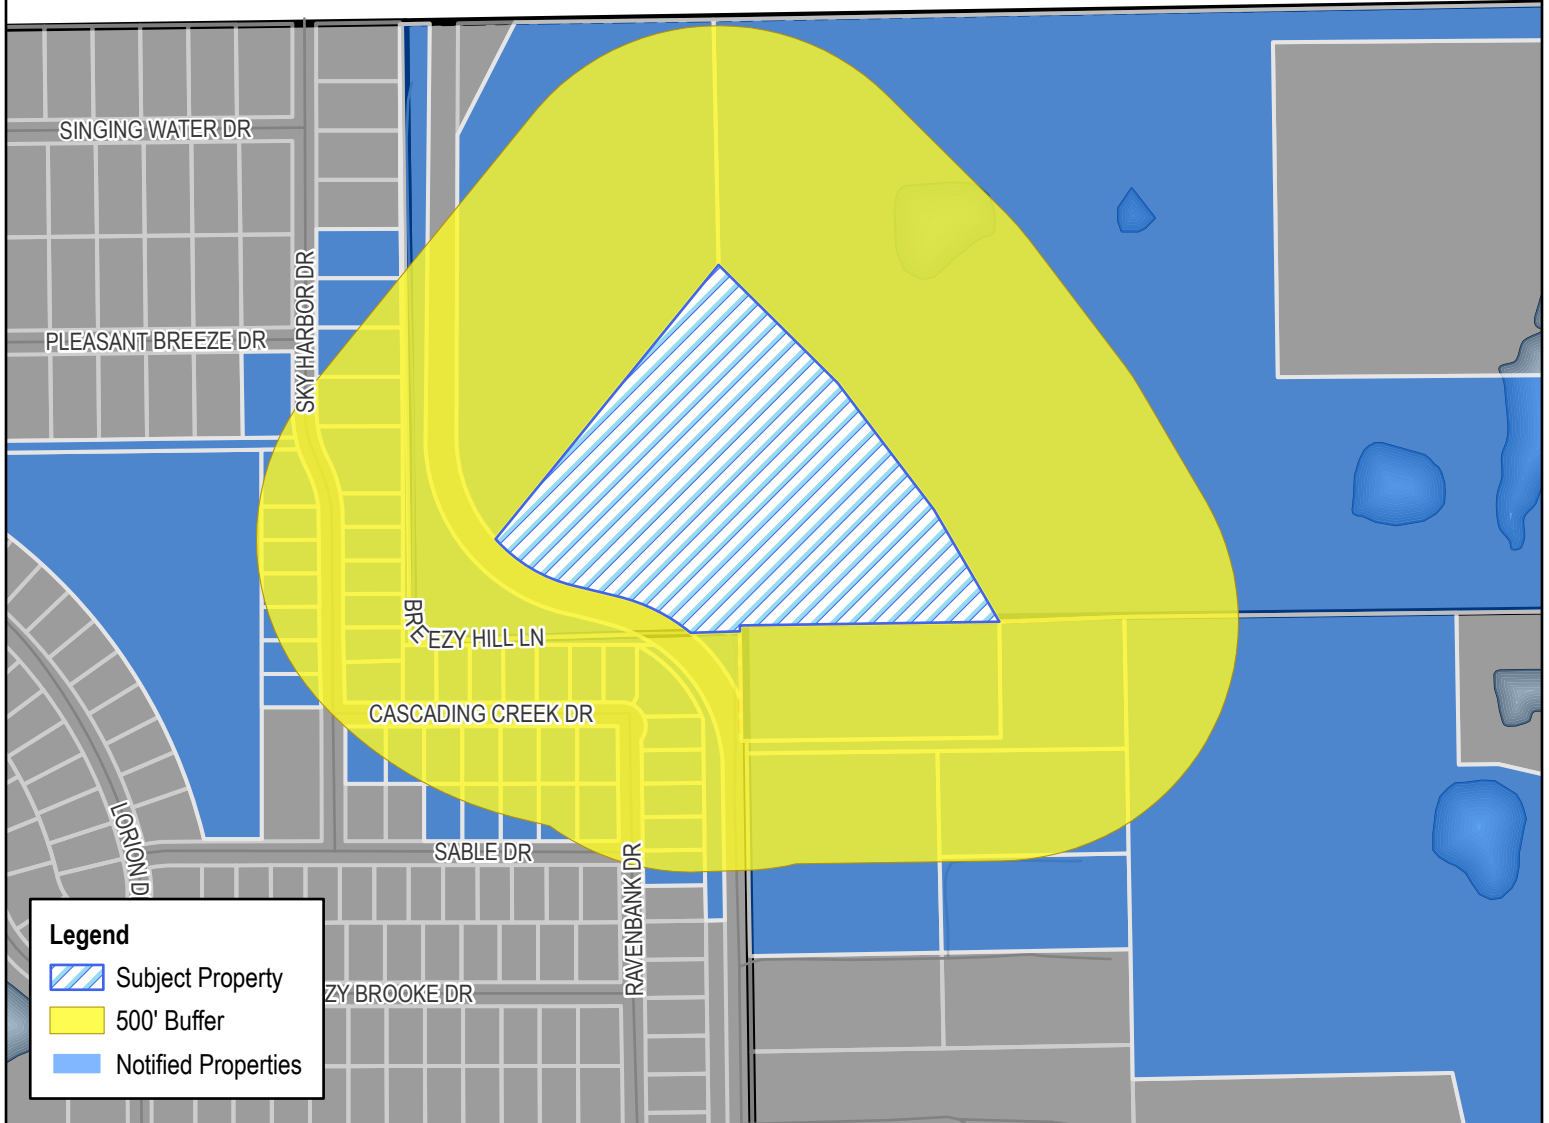 SINGING WATER DR
SKY HARBOR DR
PLEASANT BREEZE DR
BREEZY HILL LN
CASCADING CREEK DR
LORION D
SABLE DR
RAVENBANK DR
ZY BROOKE DR
Legend
Subject Property
500' Buffer
Notified Properties